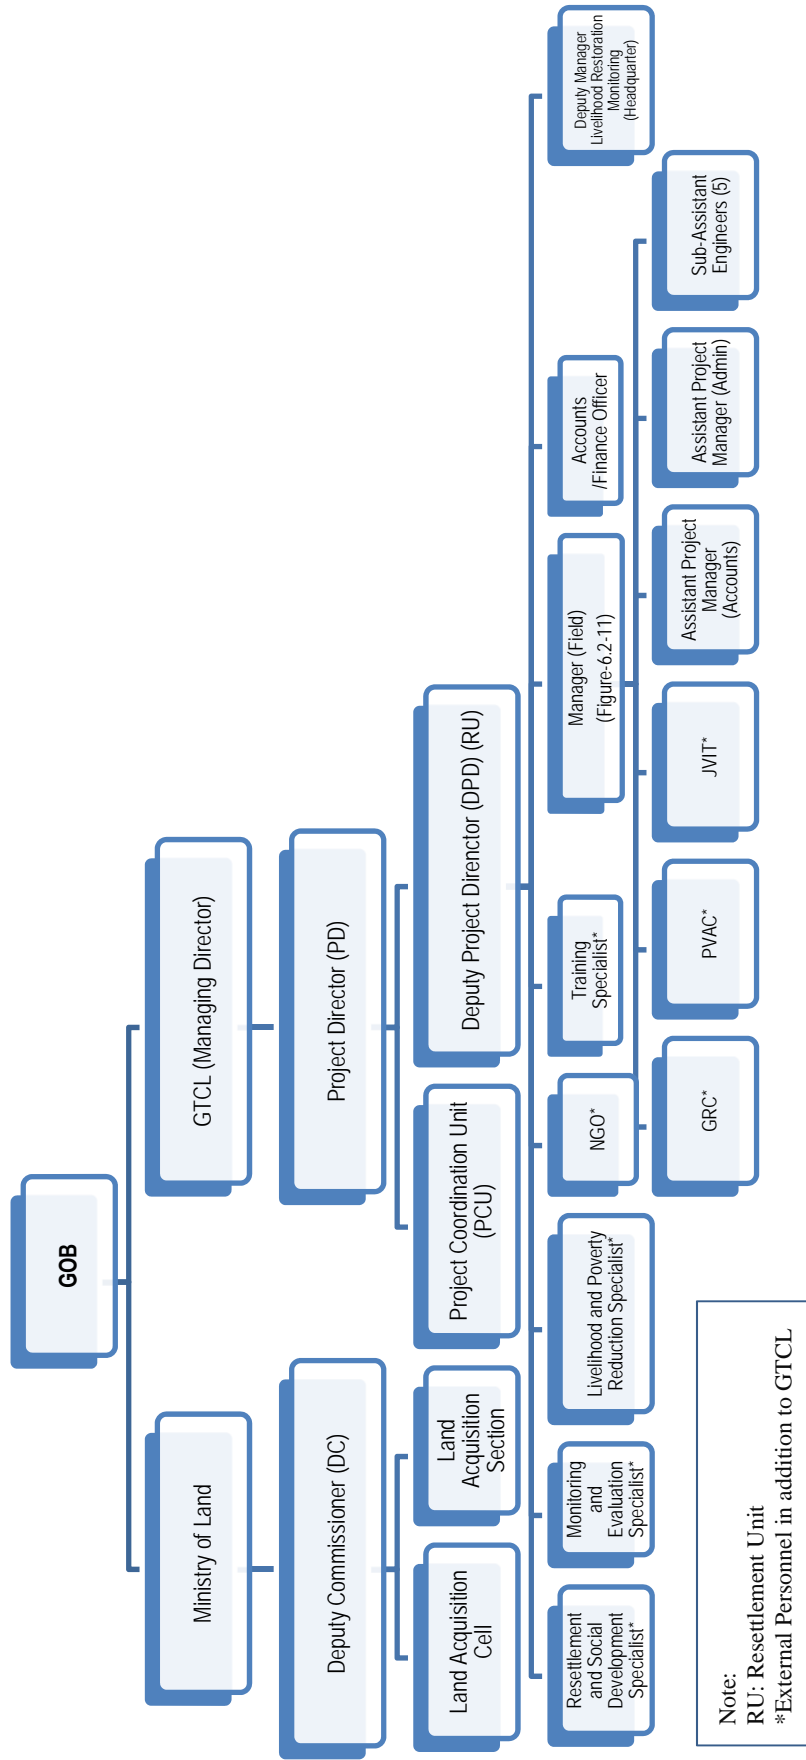 GOB
Ministry of Land
GTCL (Managing Director)
Deputy Commissioner (DC)
Project Director (PD)
Land Acquisition
Cell
Land
Acquisition
Section
Project Coordination Unit
(PCU)
Deputy Project Direnctor (DPD) (RU)
Resettlement
and Social
Development
Specialist*
Monitoring
and
Evaluation
Specialist*
Livelihood and Poverty
Reduction Specialist*
NGO*
Training
Specialist*
Manager (Field)
(Figure-6.2-11)
Accounts
/Finance Officer
Deputy Manager
Livelihood Restoration
Monitoring
(Headquarter)
GRC*
PVAC*
JVIT*
Assistant Project
Manager
(Accounts)
Assistant Project
Manager (Admin)
Sub-Assistant
Engineers (5)
Note:
RU: Resettlement Unit
*External Personnel in addition to GTCL